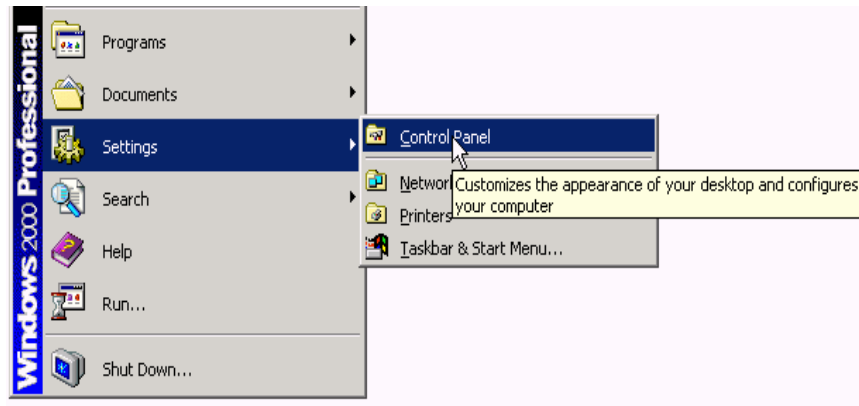 Windows 2000 Professional
Programs
Documents
Settings
Search
Help
Run...
Shut Down...
Control Panel
Networ
Customizes the appearance of your desktop and configures
your computer
Printers
Taskbar & Start Menu...